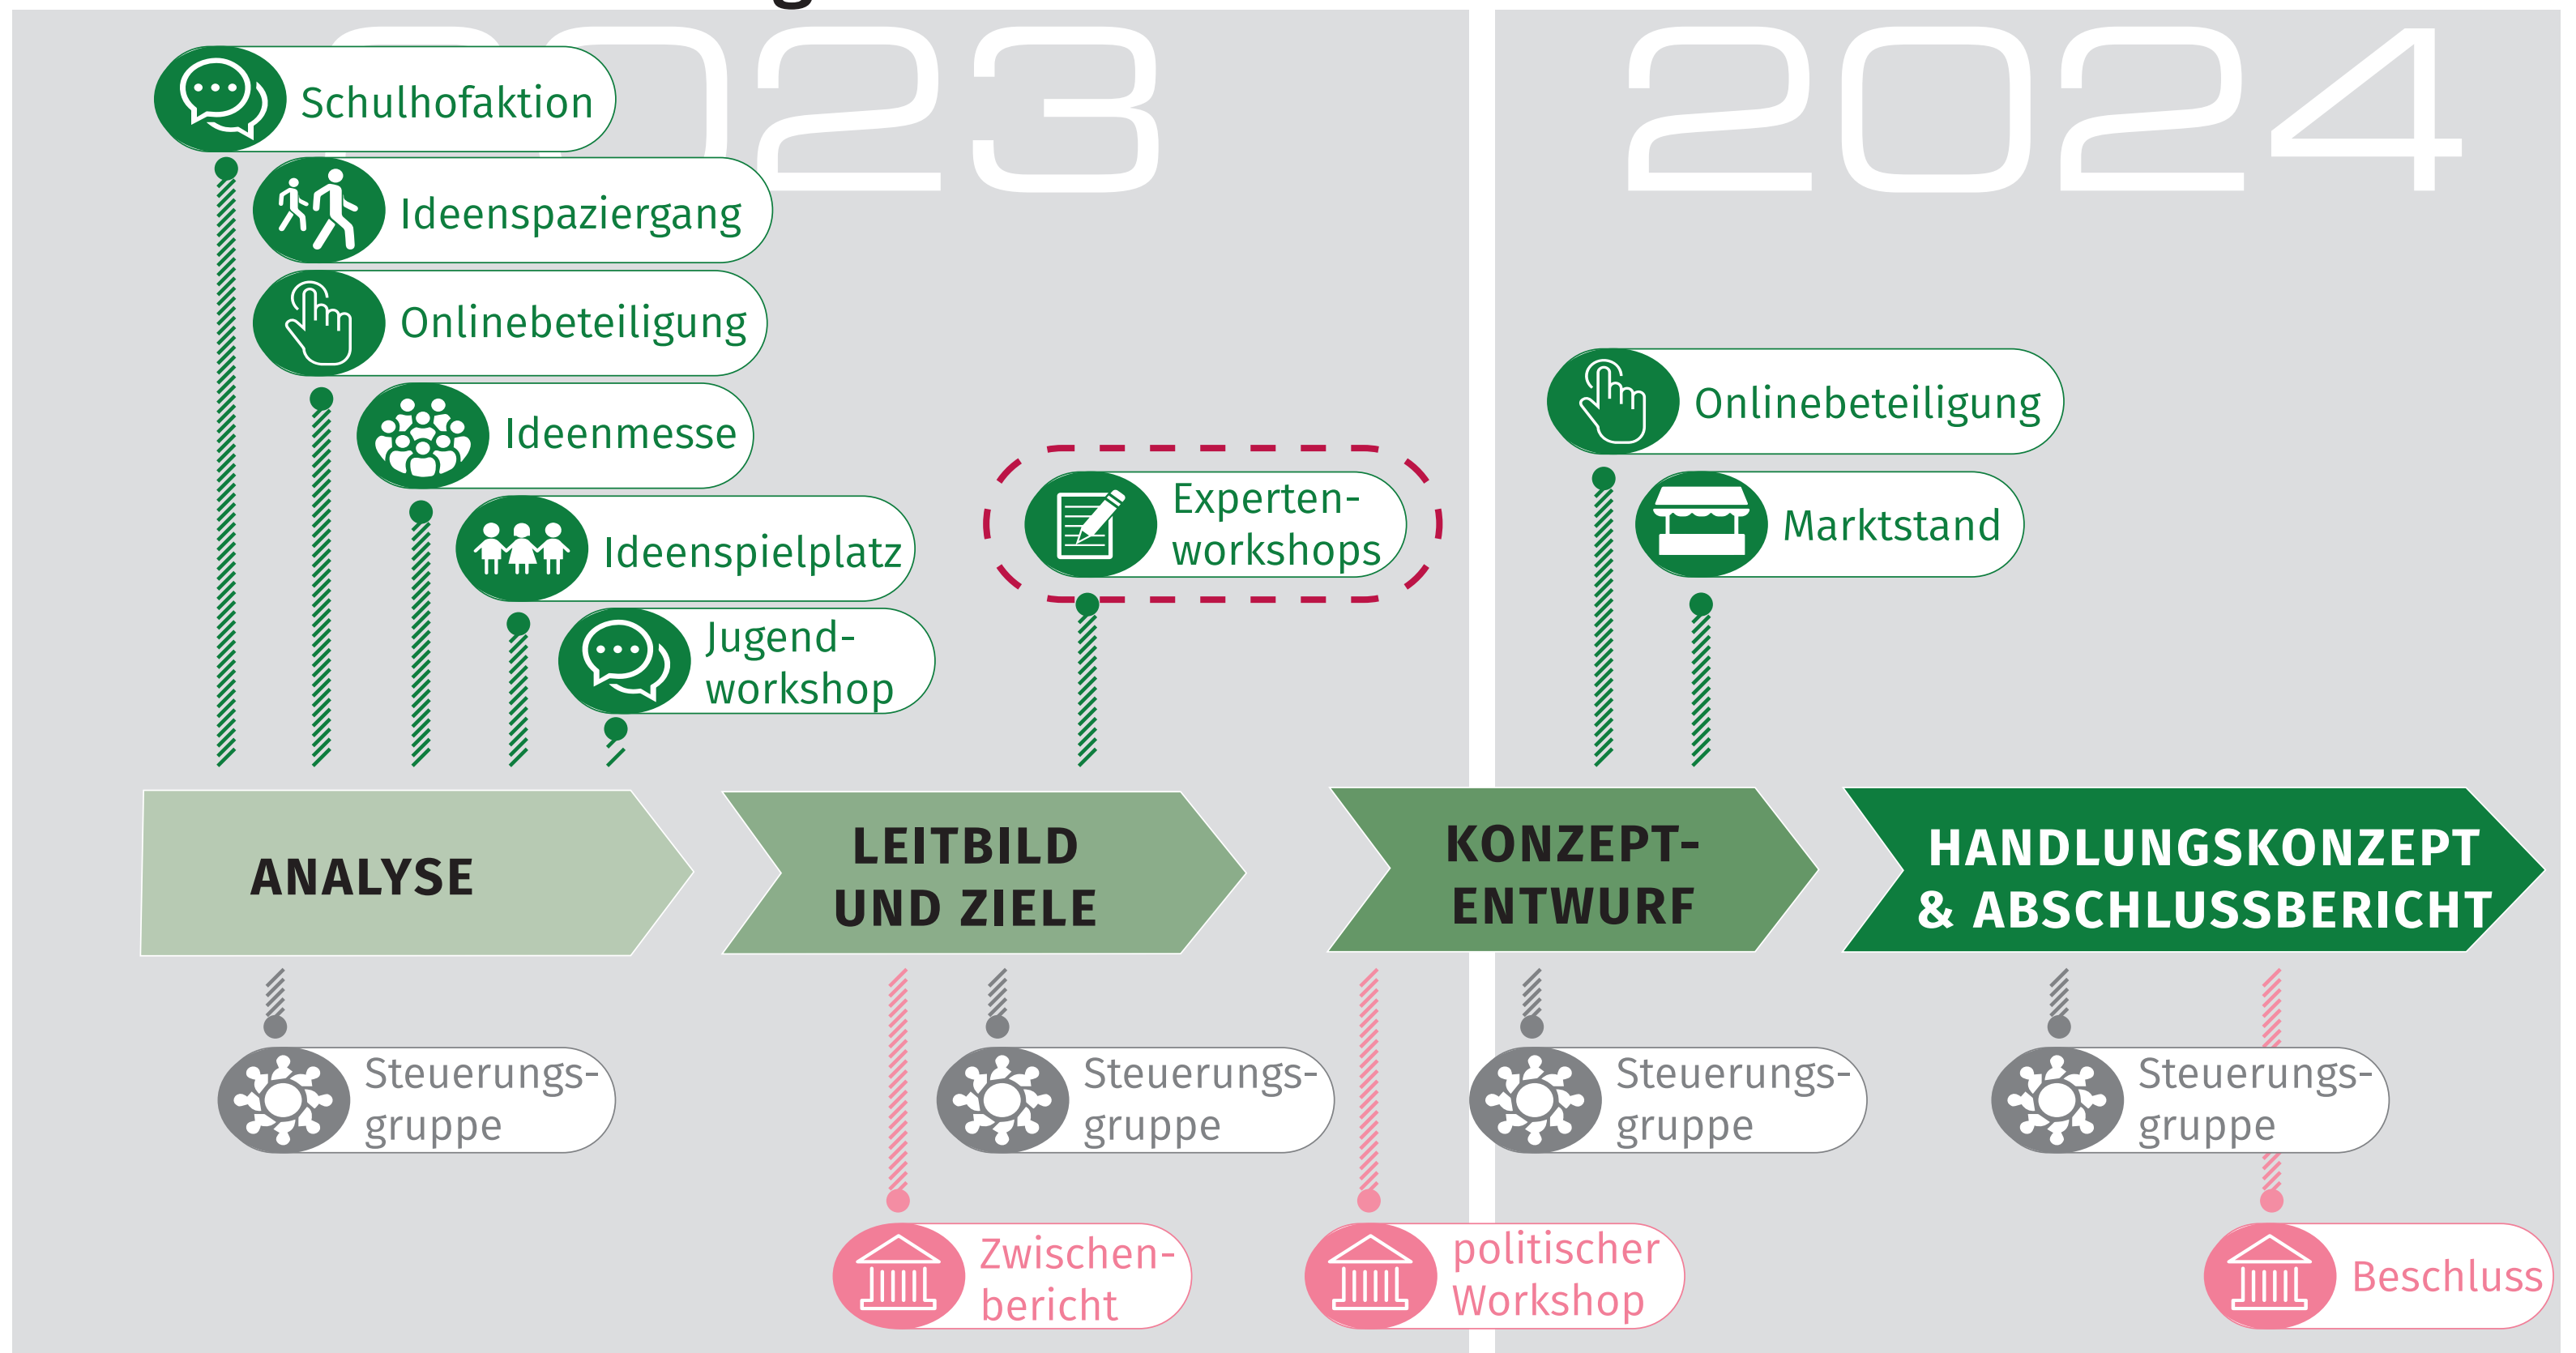 2023
2024
Schulhofaktion
Ideenspaziergang
Onlinebeteiligung
Ideenmesse
Ideenspielplatz
Jugend-
workshop
Experten-
workshops
Onlinebeteiligung
Marktstand
ANALYSE
LEITBILD
UND ZIELE
KONZEPT-
ENTWURF
HANDLUNGSKONZEPT
& ABSCHLUSSBERICHT
Steuerungs-
gruppe
Steuerungs-
gruppe
Steuerungs-
gruppe
Steuerungs-
gruppe
Zwischen-
bericht
politischer
Workshop
Beschluss